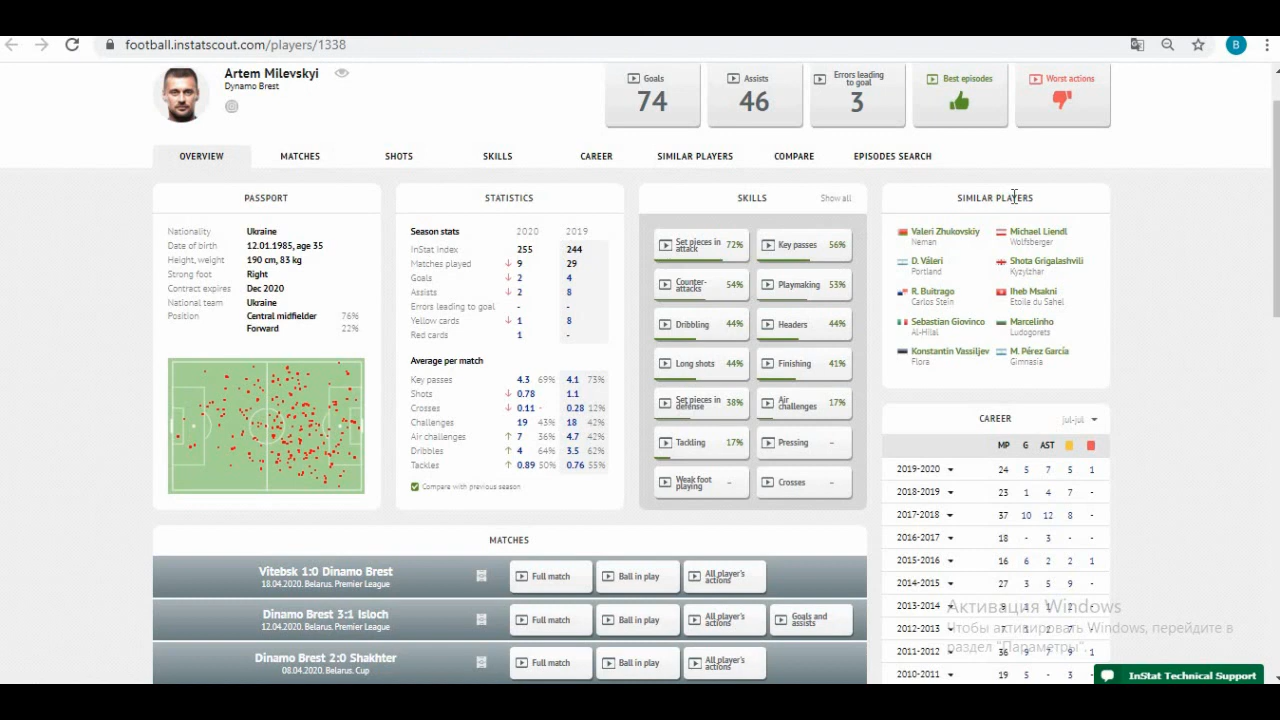 football.instatscout.com/players/1338
B
Artem Milevskyi
Dynamo Brest
Goals
74
Assists
46
Errors leading
to goal
3
Best episodes
Worst actions
OVERVIEW
MATCHES
SHOTS
SKILLS
CAREER
SIMILAR PLAYERS
COMPARE
EPISODES SEARCH
PASSPORT
Nationality Ukraine
Date of birth 12.01.1985, age 35
Height, weight 190 cm, 83 kg
Strong foot Right
Contract expires Dec 2020
National team Ukraine
Position Central midfielder 76%
Forward 22%
STATISTICS
Season stats 2020 2019
InStat Index 255 244
Matches played ↓ 9 29
Goals ↓ 2 4
Assists ↓ 2 8
Errors leading to goal - -
Yellow cards ↓ 1 8
Red cards 1 -
Average per match
Key passes 4.3 69% 4.1 73%
Shots ↓ 0.78 1.1
Crosses ↓ 0.11 - 0.28 12%
Challenges 19 43% 18 42%
Air challenges ↑ 7 36% 4.7 42%
Dribbles ↑ 4 64% 3.5 62%
Tackles ↑ 0.89 50% 0.76 55%
Compare with previous season
SKILLS Show all
Set pieces in
attack 72%
Key passes 56%
Counter-
attacks 54%
Playmaking 53%
Dribbling 44%
Headers 44%
Long shots 44%
Finishing 41%
Set pieces in
defense 38%
Air
challenges 17%
Tackling 17%
Pressing –
Weak foot
playing –
Crosses –
SIMILAR PLAYERS
Valeri Zhukovskiy
Neman
Michael Liendl
Wolfsberger
D. Váleri
Portland
Shota Grigalashvili
Kyzylzhar
R. Buitrago
Carlos Stein
Iheb Msakni
Etoile du Sahel
Sebastian Giovinco
Al-Hilal
Marcelinho
Ludogorets
Konstantin Vassiljev
Flora
M. Pérez García
Gimnasia
CAREER jul-jul
MP G AST
2019-2020 24 5 7 5 1
2018-2019 23 1 4 7 -
2017-2018 37 10 12 8 -
2016-2017 18 - 3 - -
2015-2016 16 6 2 2 1
2014-2015 27 3 5 9 -
2013-2014
2012-2013
2011-2012 36
2010-2011 19 5 - 3 -
MATCHES
Vitebsk 1:0 Dinamo Brest
18.04.2020. Belarus. Premier League
Full match
Ball in play
All player's
actions
Dinamo Brest 3:1 Isloch
12.04.2020. Belarus. Premier League
Full match
Ball in play
All player's
actions
Goals and
assists
Dinamo Brest 2:0 Shakhter
08.04.2020. Belarus. Cup
Full match
Ball in play
All player's
actions
Активация Windows
Чтобы активировать Windows, перейдите в
раздел "Параметры".
InStat Technical Support